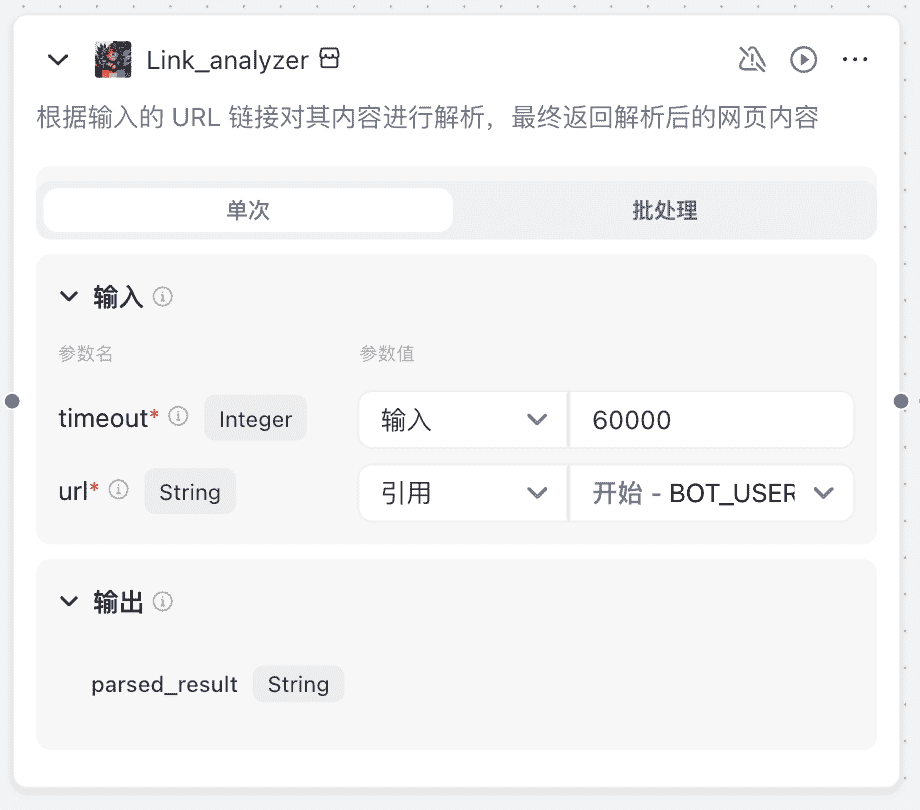 Link_analyzer
根据输入的 URL 链接对其内容进行解析，最终返回解析后的网页内容
单次 批处理
输入
参数名 参数值
timeout* Integer 输入 60000
url* String 引用 开始 - BOT_USER
输出
parsed_result String